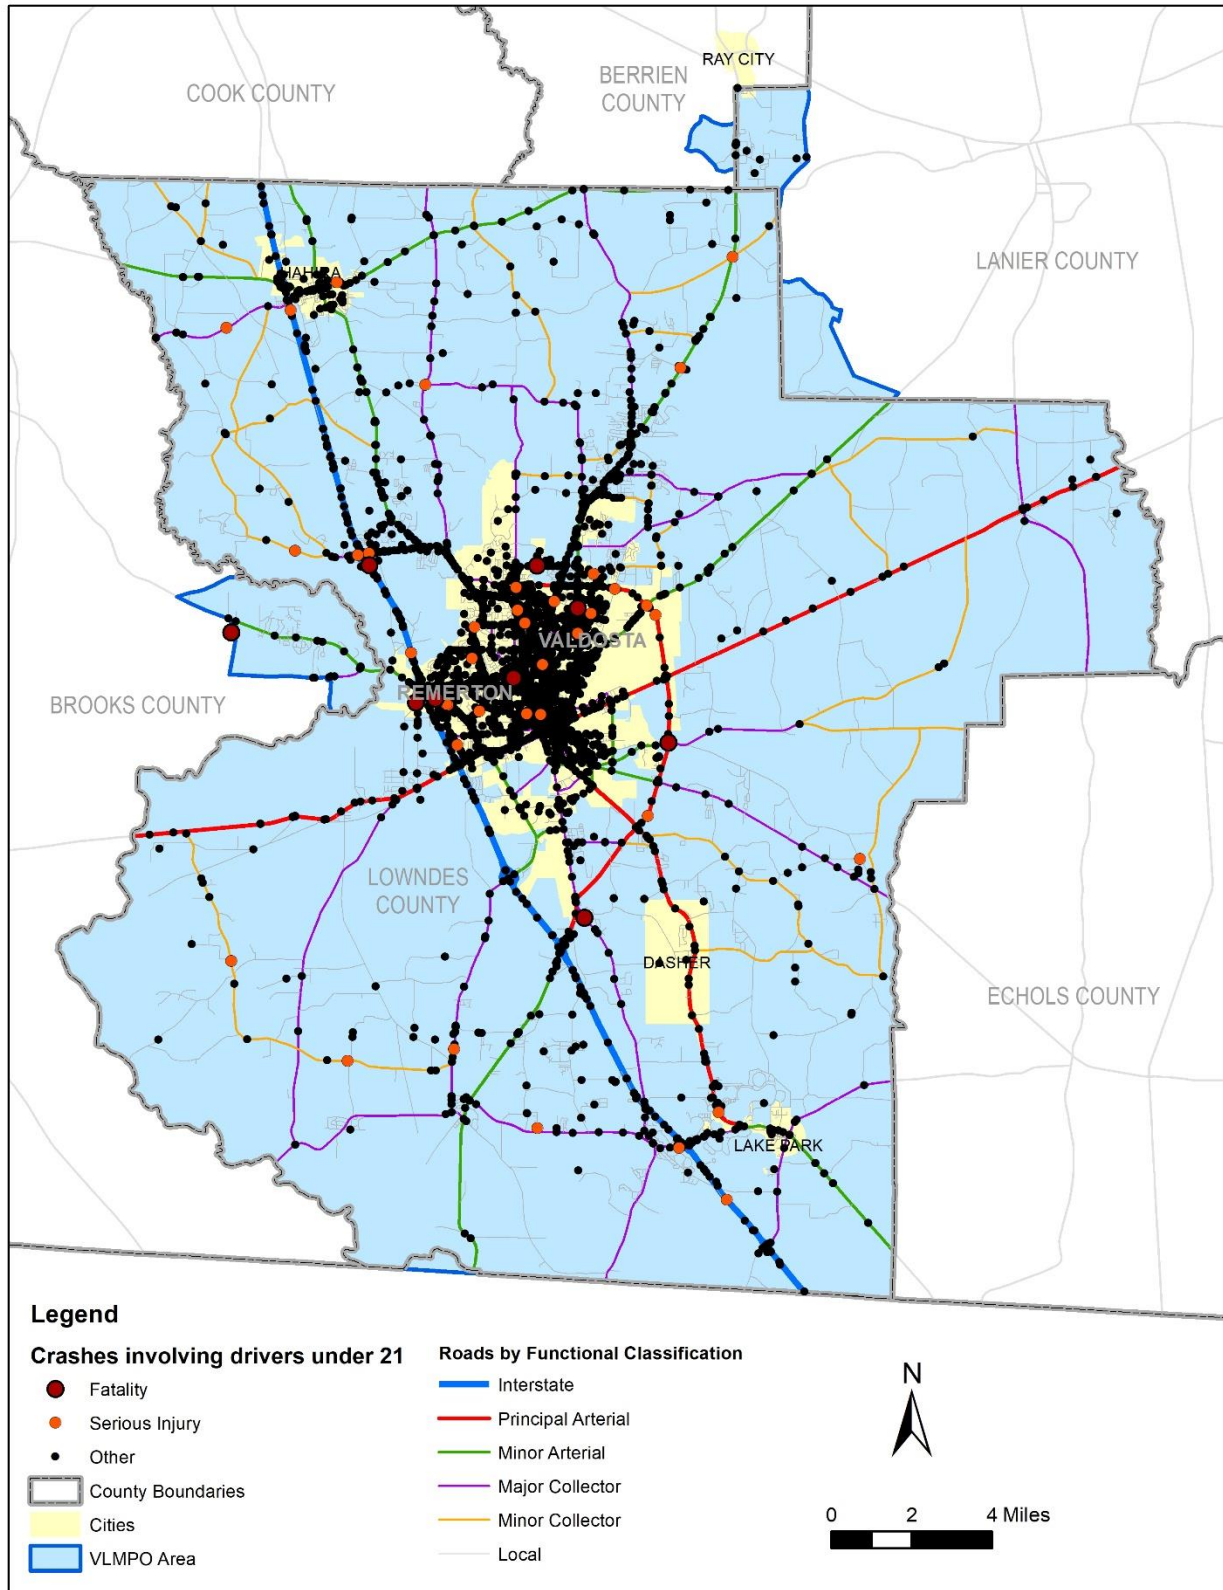 RAY CITY
COOK COUNTY
BERRIEN
COUNTY
LANIER COUNTY
HAHIRA
VALDOSTA
REMERTON
BROOKS COUNTY
LOWNDES
COUNTY
DASHER
ECHOLS COUNTY
LAKE PARK
Legend
Crashes involving drivers under 21
Fatality
Serious Injury
Other
County Boundaries
Cities
VLMPO Area
Roads by Functional Classification
Interstate
Principal Arterial
Minor Arterial
Major Collector
Minor Collector
Local
N
0 2 4 Miles